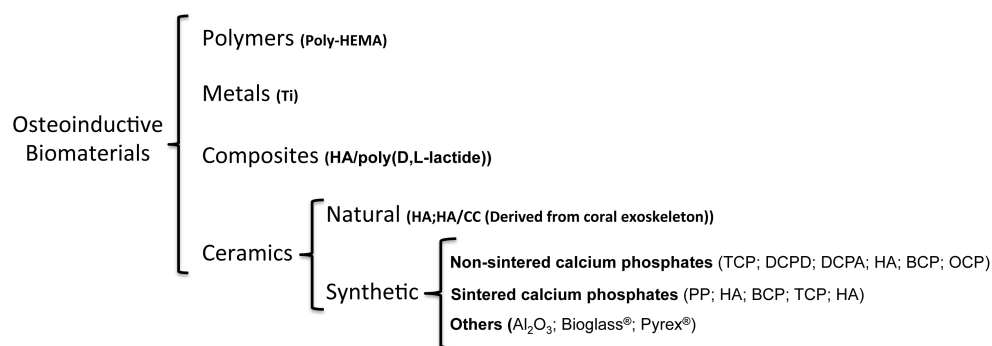 Polymers (Poly-HEMA)
Metals (Ti)
Osteoinductive
Biomaterials
Composites (HA/poly(D,L-lactide))
Natural (HA;HA/CC (Derived from coral exoskeleton))
Ceramics
Non-sintered calcium phosphates (TCP; DCPD; DCPA; HA; BCP; OCP)
Synthetic
Sintered calcium phosphates (PP; HA; BCP; TCP; HA)
Others (Al₂O₃; Bioglass®; Pyrex®)